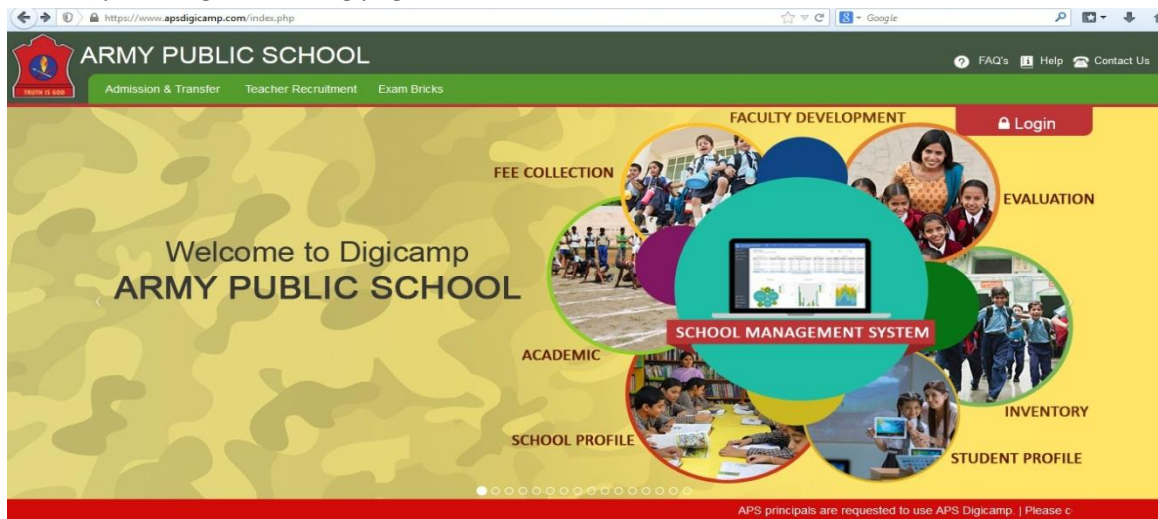 https://www.apsdigicamp.com/index.php
Google
ARMY PUBLIC SCHOOL
TRUTH IS GOD
FAQ's Help Contact Us
Admission & Transfer Teacher Recruitment Exam Bricks
Login
FACULTY DEVELOPMENT
FEE COLLECTION
EVALUATION
Welcome to Digicamp
ARMY PUBLIC SCHOOL
SCHOOL MANAGEMENT SYSTEM
ACADEMIC
INVENTORY
SCHOOL PROFILE
STUDENT PROFILE
APS principals are requested to use APS Digicamp. | Please c